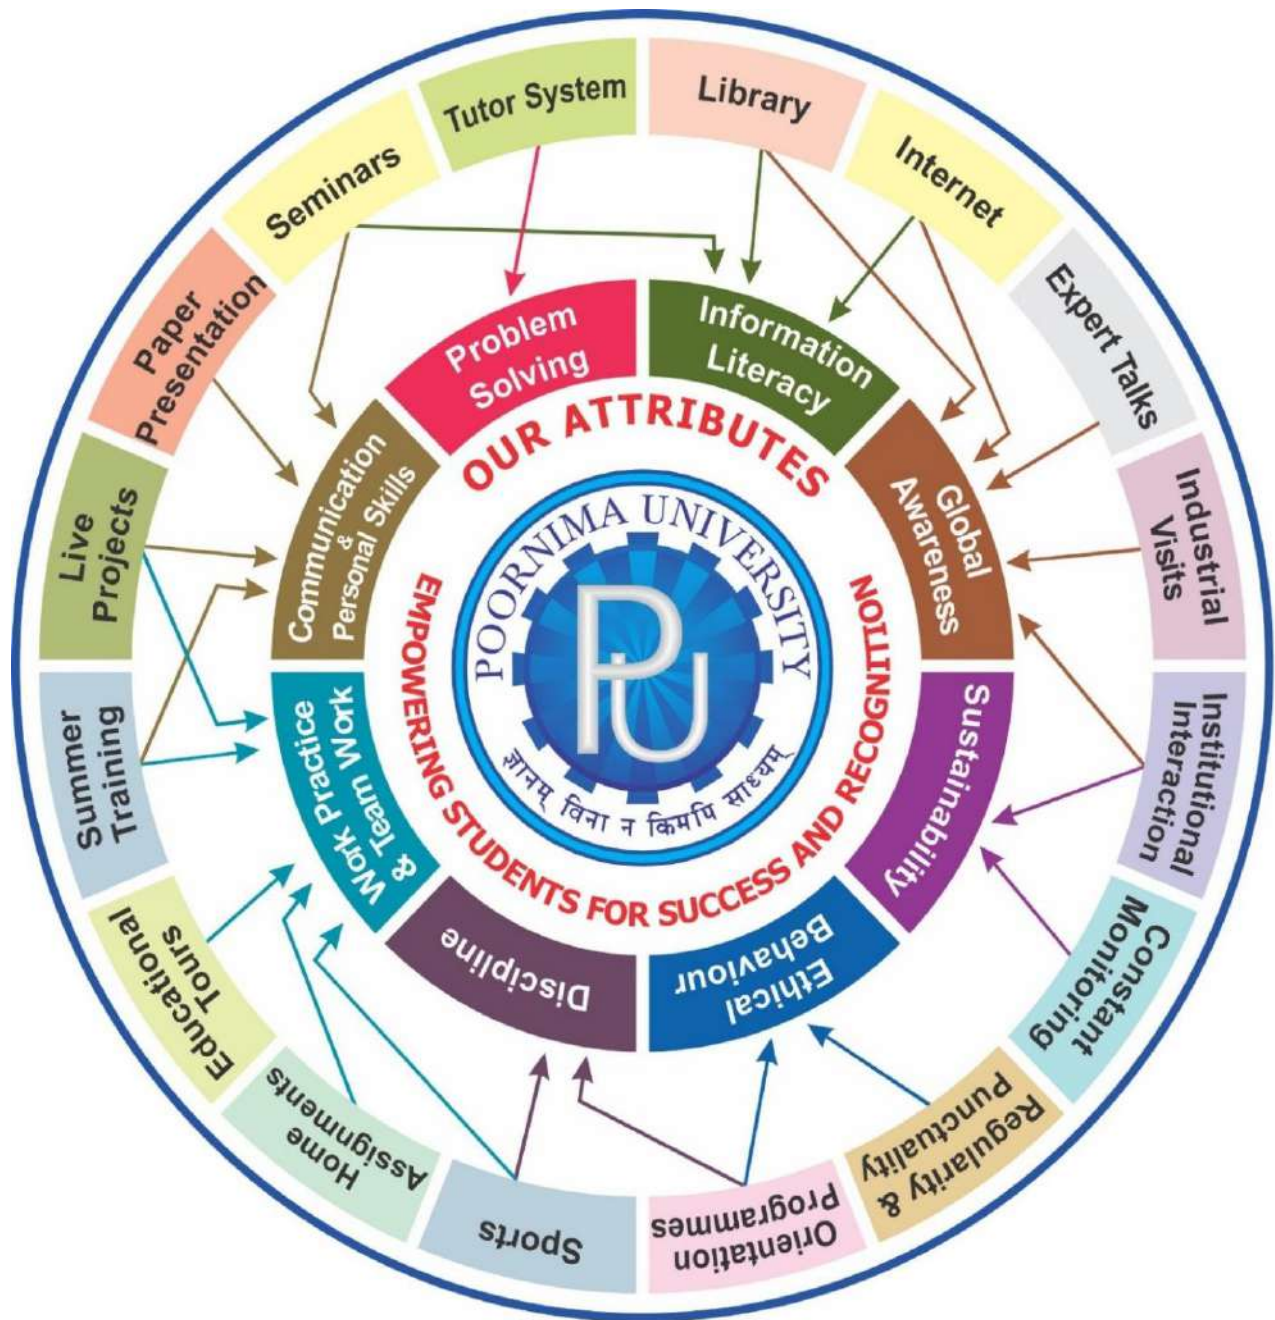 Tutor System
Library
Internet
Expert Talks
Industrial
Visits
Institutional
Interaction
Constant
Monitoring
Regularity &
Punctuality
Orientation
Programmes
Sports
Home
Assignments
Educational
Tours
Summer
Training
Live
Projects
Paper
Presentation
Seminars
Problem
Solving
Information
Literacy
Global
Awareness
Sustainability
Ethical
Behaviour
Discipline
Work Practice
& Team Work
Communication
&
Personal Skills
OUR ATTRIBUTES
EMPOWERING STUDENTS FOR SUCCESS AND RECOGNITION
POORNIMA UNIVERSITY
PU
ज्ञानम् विना न किमपि साध्यम्